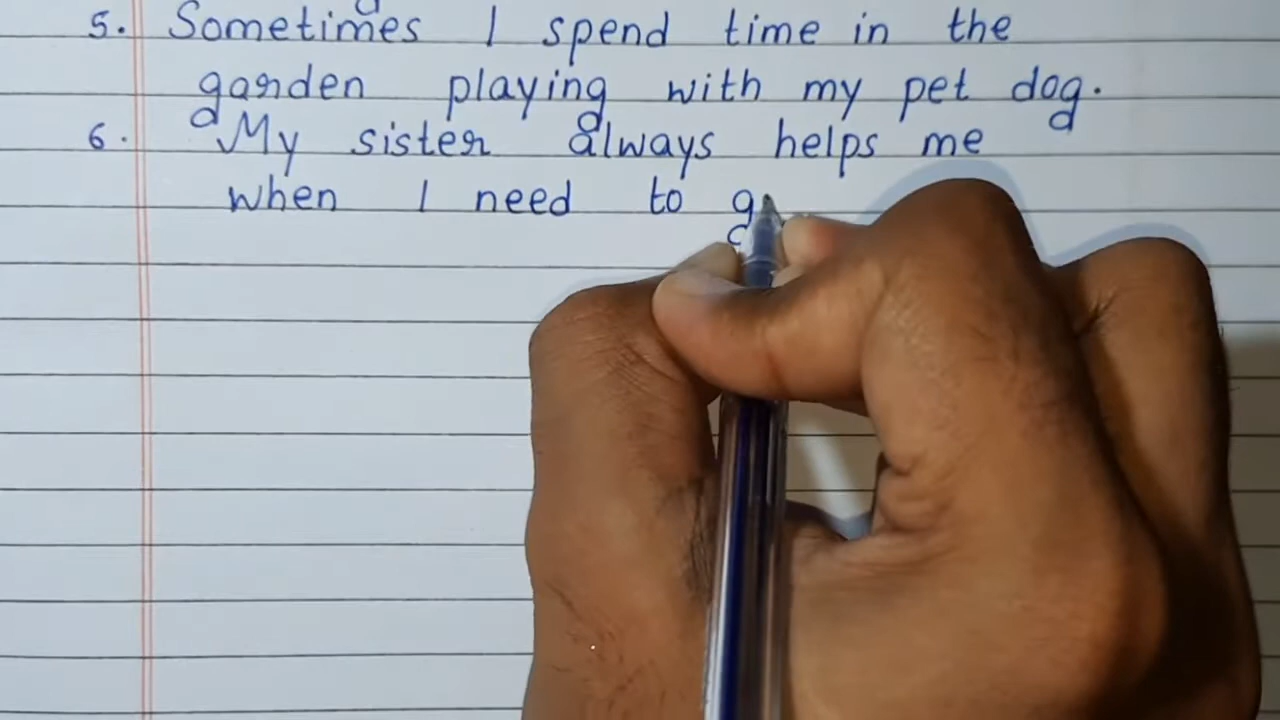 5. Sometimes I spend time in the
garden playing with my pet dog.
6. My sister always helps me
when I need to g